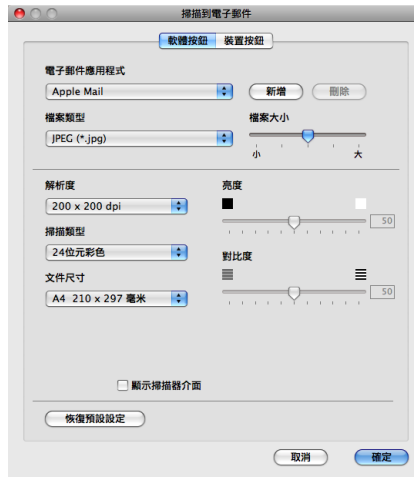 掃描到電子郵件
軟體按鈕 裝置按鈕
電子郵件應用程式
Apple Mail 新增 刪除
檔案類型 檔案大小
JPEG (*.jpg)
小 大
解析度 亮度
200 x 200 dpi 50
掃描類型
24位元彩色 對比度
文件尺寸
A4 210 x 297 毫米 50
顯示掃描器介面
恢復預設設定
取消 確定